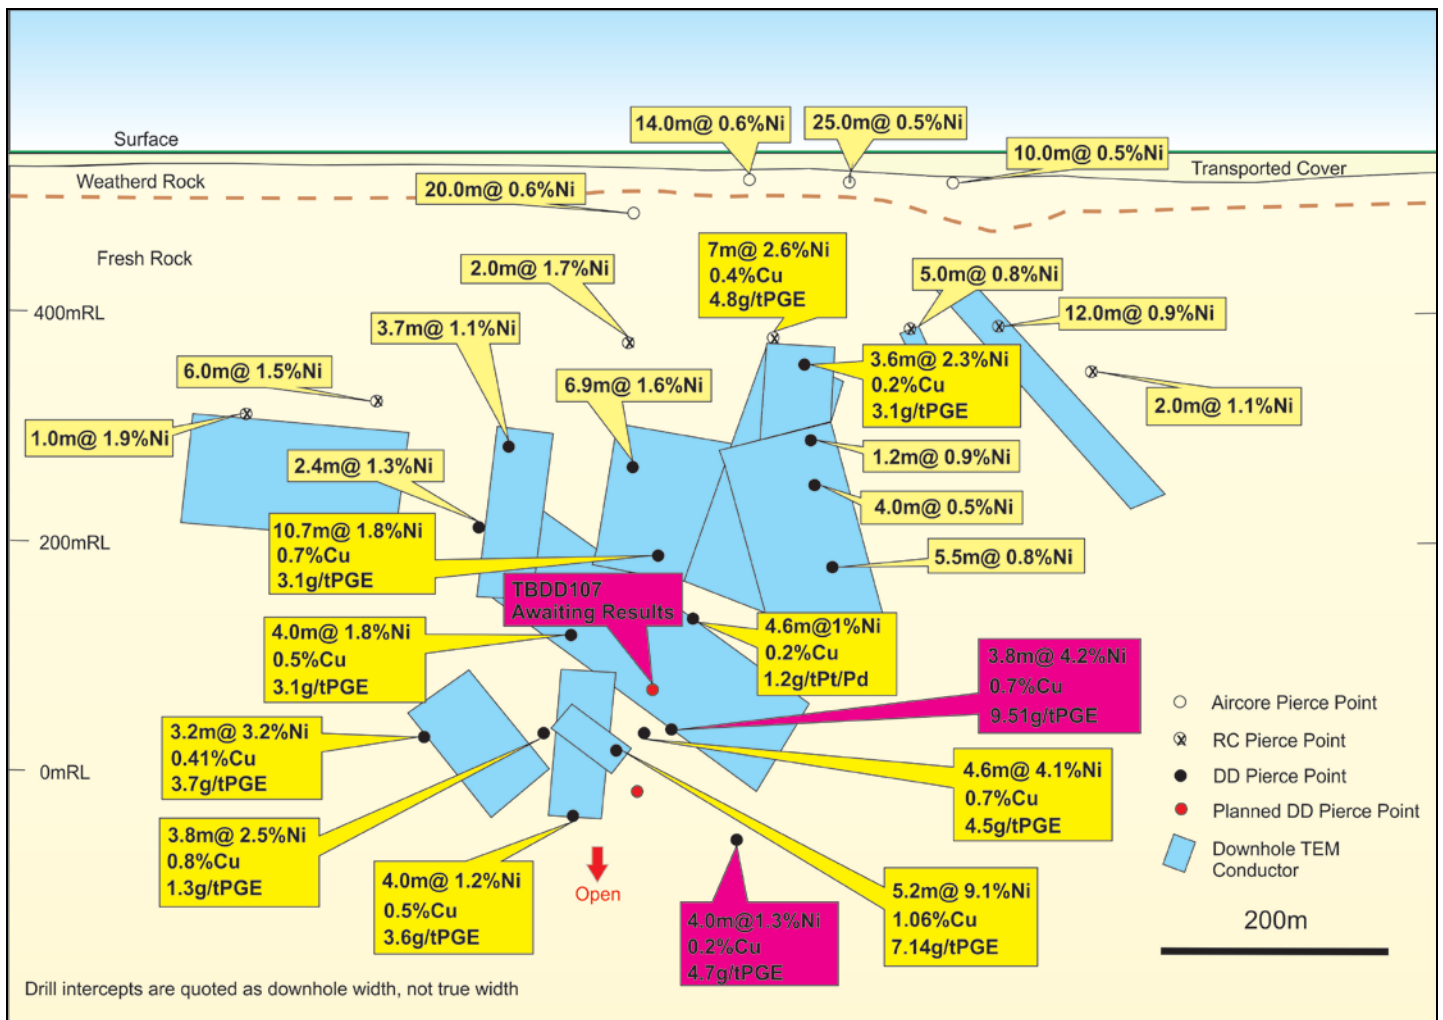 14.0m@ 0.6%Ni
25.0m@ 0.5%Ni
Surface
10.0m@ 0.5%Ni
Transported Cover
Weatherd Rock
20.0m@ 0.6%Ni
Fresh Rock
7m@ 2.6%Ni
0.4%Cu
4.8g/tPGE
2.0m@ 1.7%Ni
5.0m@ 0.8%Ni
400mRL
12.0m@ 0.9%Ni
3.7m@ 1.1%Ni
3.6m@ 2.3%Ni
0.2%Cu
3.1g/tPGE
6.0m@ 1.5%Ni
6.9m@ 1.6%Ni
2.0m@ 1.1%Ni
1.0m@ 1.9%Ni
1.2m@ 0.9%Ni
2.4m@ 1.3%Ni
4.0m@ 0.5%Ni
10.7m@ 1.8%Ni
0.7%Cu
3.1g/tPGE
200mRL
5.5m@ 0.8%Ni
TBDD107
Awaiting Results
4.0m@ 1.8%Ni
0.5%Cu
3.1g/tPGE
4.6m@1%Ni
0.2%Cu
1.2g/tPt/Pd
3.8m@ 4.2%Ni
0.7%Cu
9.51g/tPGE
3.2m@ 3.2%Ni
0.41%Cu
3.7g/tPGE
0mRL
4.6m@ 4.1%Ni
0.7%Cu
4.5g/tPGE
3.8m@ 2.5%Ni
0.8%Cu
1.3g/tPGE
4.0m@ 1.2%Ni
0.5%Cu
3.6g/tPGE
Open
5.2m@ 9.1%Ni
1.06%Cu
7.14g/tPGE
4.0m@1.3%Ni
0.2%Cu
4.7g/tPGE
Aircore Pierce Point
RC Pierce Point
DD Pierce Point
Planned DD Pierce Point
Downhole TEM
Conductor
200m
Drill intercepts are quoted as downhole width, not true width